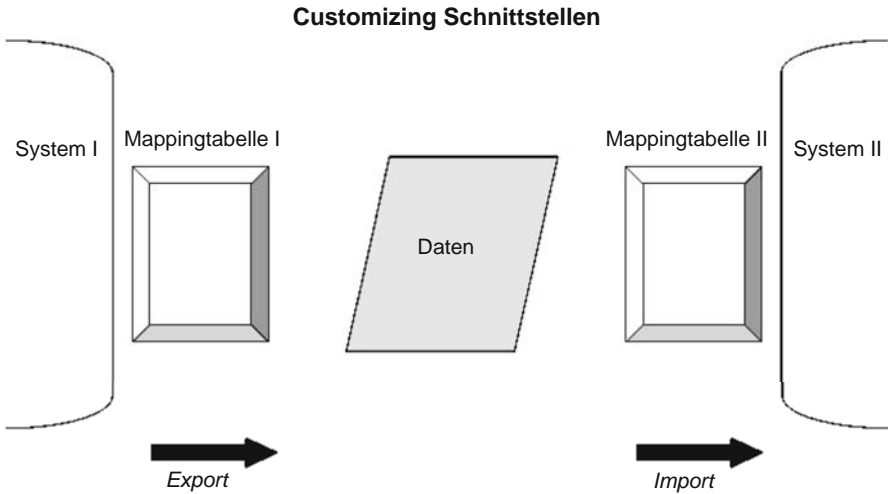 Customizing Schnittstellen
System I
Mappingtabelle I
Daten
Mappingtabelle II
System II
Export
Import